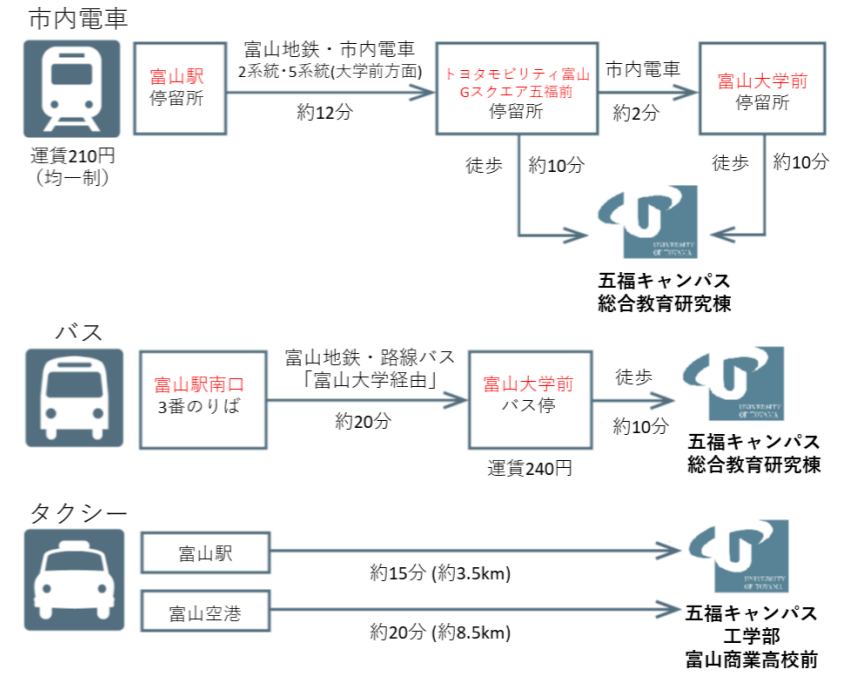 市内電車
富山駅
停留所
富山地鉄・市内電車
2系統・5系統(大学前方面)
約12分
トヨタモビリティ富山
Gスクエア五福前
停留所
市内電車
約2分
富山大学前
停留所
運賃210円
（均一制）
徒歩 約10分
徒歩 約10分
UNIVERSITY
OF TOYAMA
五福キャンパス
総合教育研究棟
バス
富山駅南口
3番のりば
富山地鉄・路線バス
「富山大学経由」
約20分
富山大学前
バス停
運賃240円
徒歩
約10分
UNIVERSITY
OF TOYAMA
五福キャンパス
総合教育研究棟
タクシー
富山駅
約15分 (約3.5km)
富山空港
約20分 (約8.5km)
UNIVERSITY
OF TOYAMA
五福キャンパス
工学部
富山商業高校前